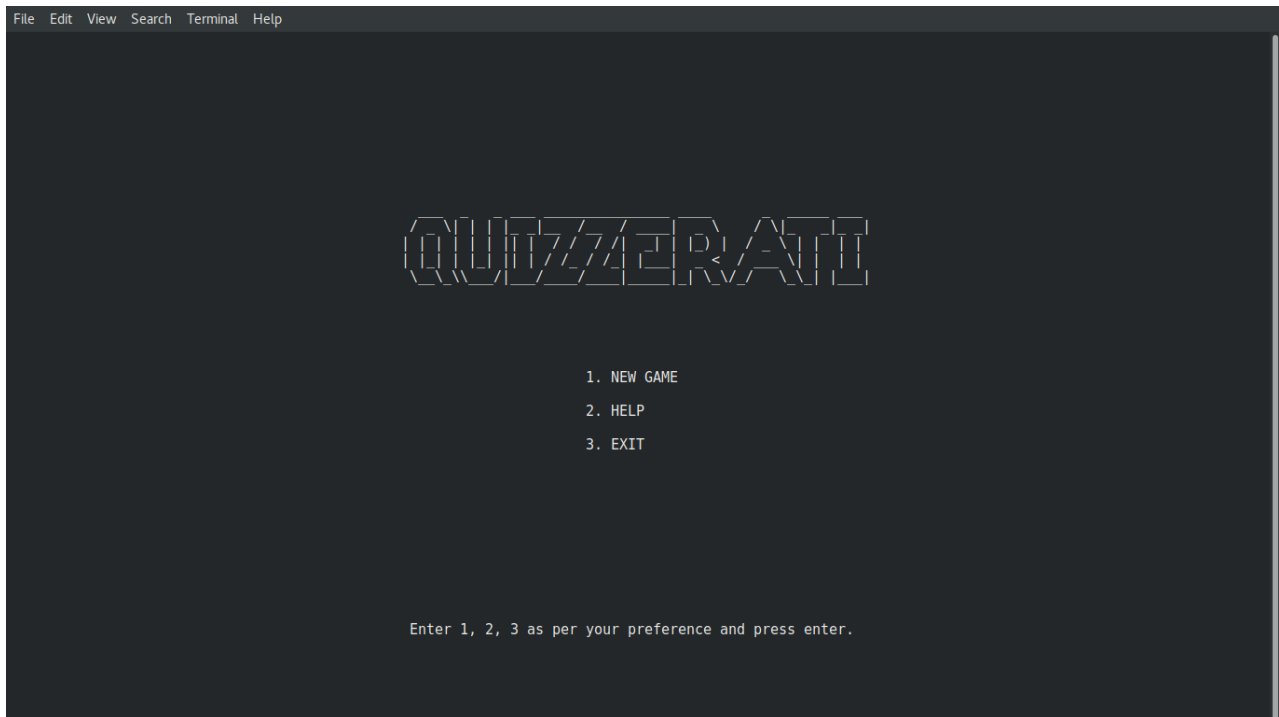 File Edit View Search Terminal Help
QUIZZERATI
1. NEW GAME
2. HELP
3. EXIT
Enter 1, 2, 3 as per your preference and press enter.